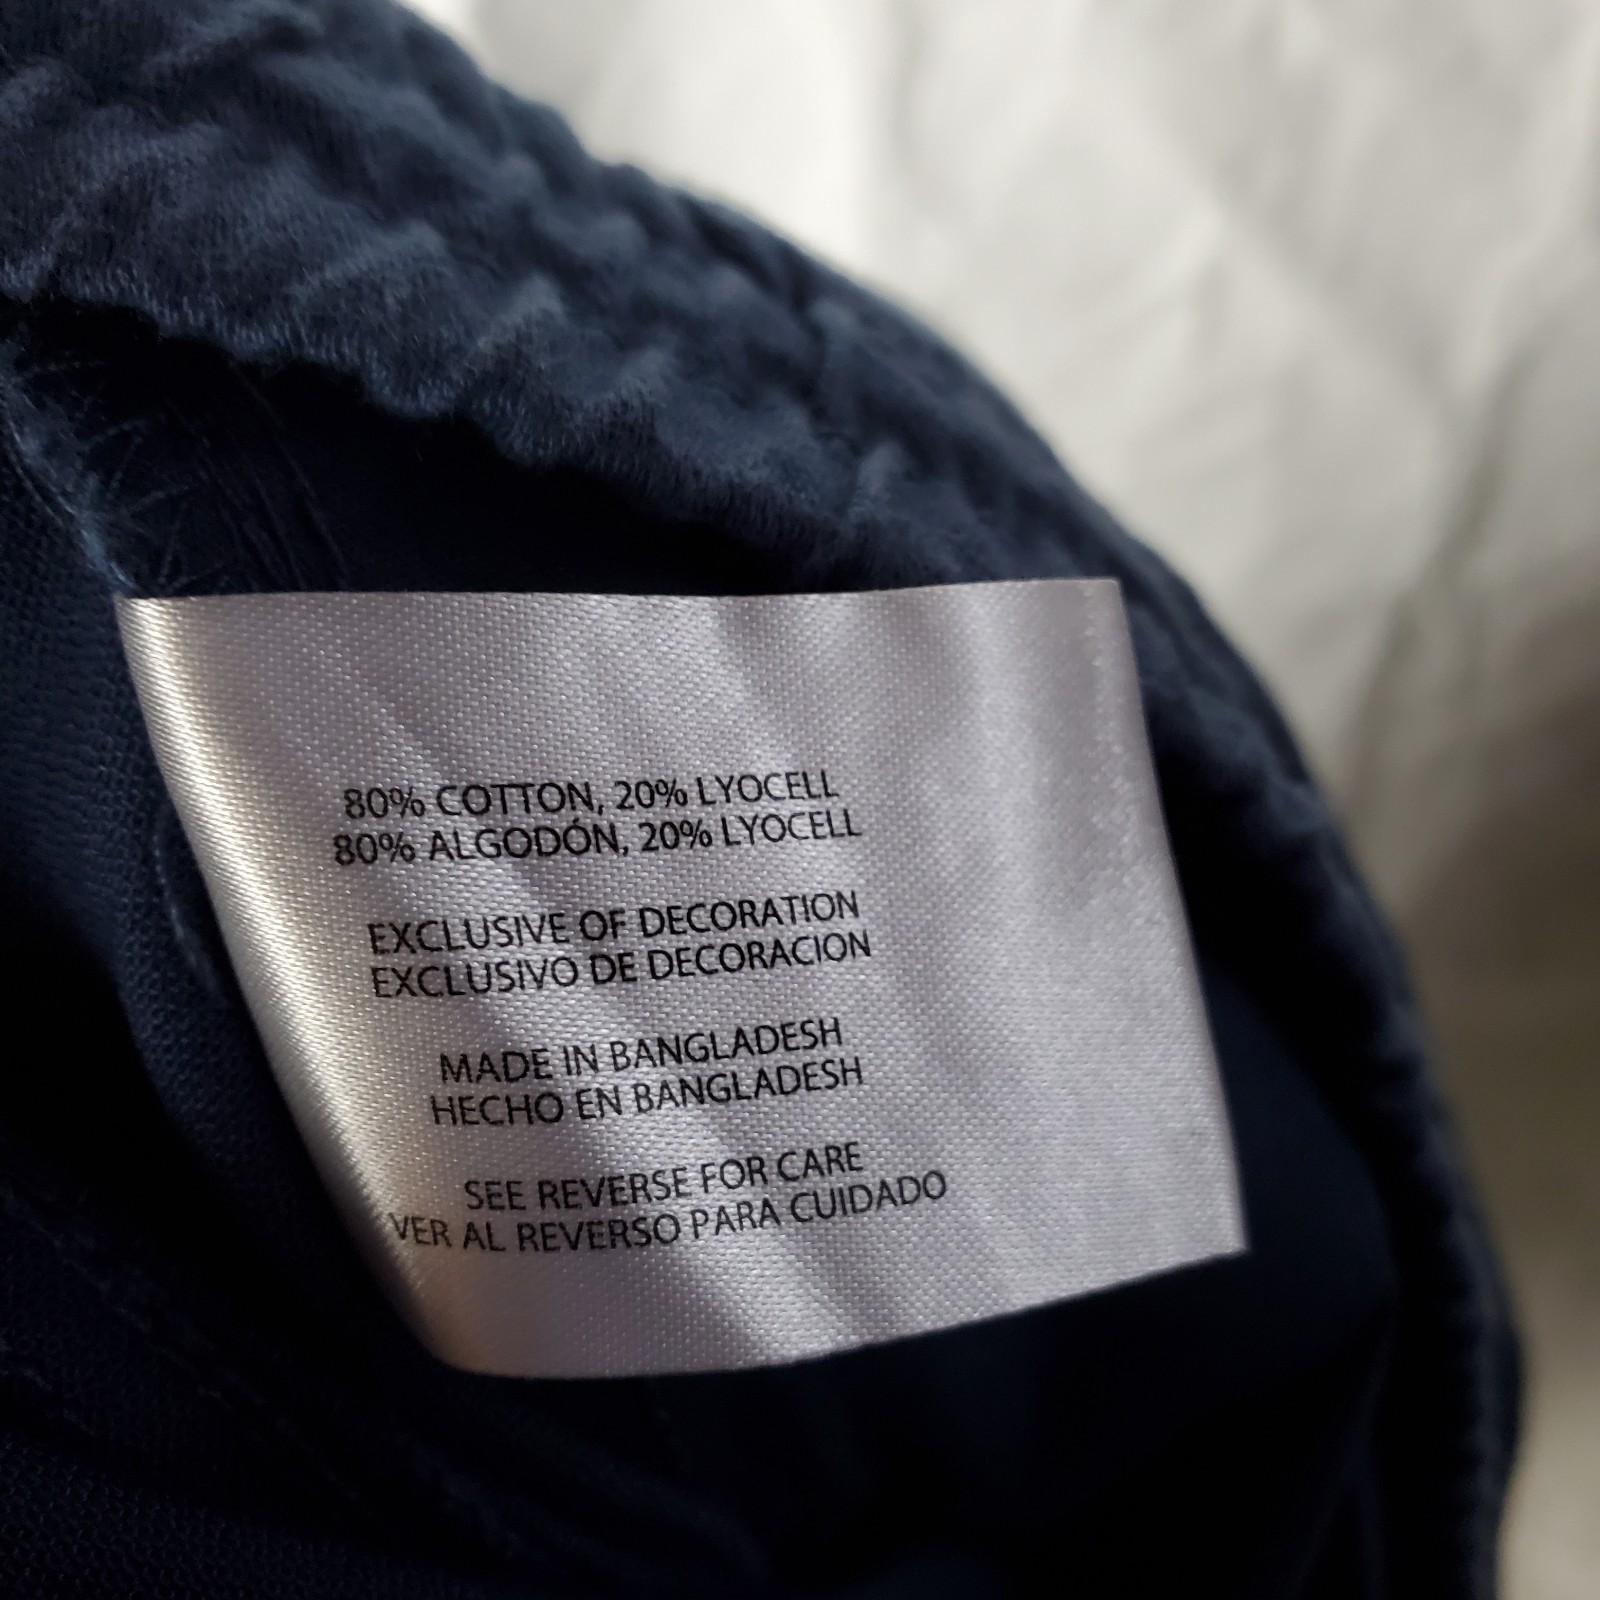 80% COTTON, 20% LYOCELL
80% ALGODÓN, 20% LYOCELL
EXCLUSIVE OF DECORATION
EXCLUSIVO DE DECORACION
MADE IN BANGLADESH
HECHO EN BANGLADESH
SEE REVERSE FOR CARE
VER AL REVERSO PARA CUIDADO